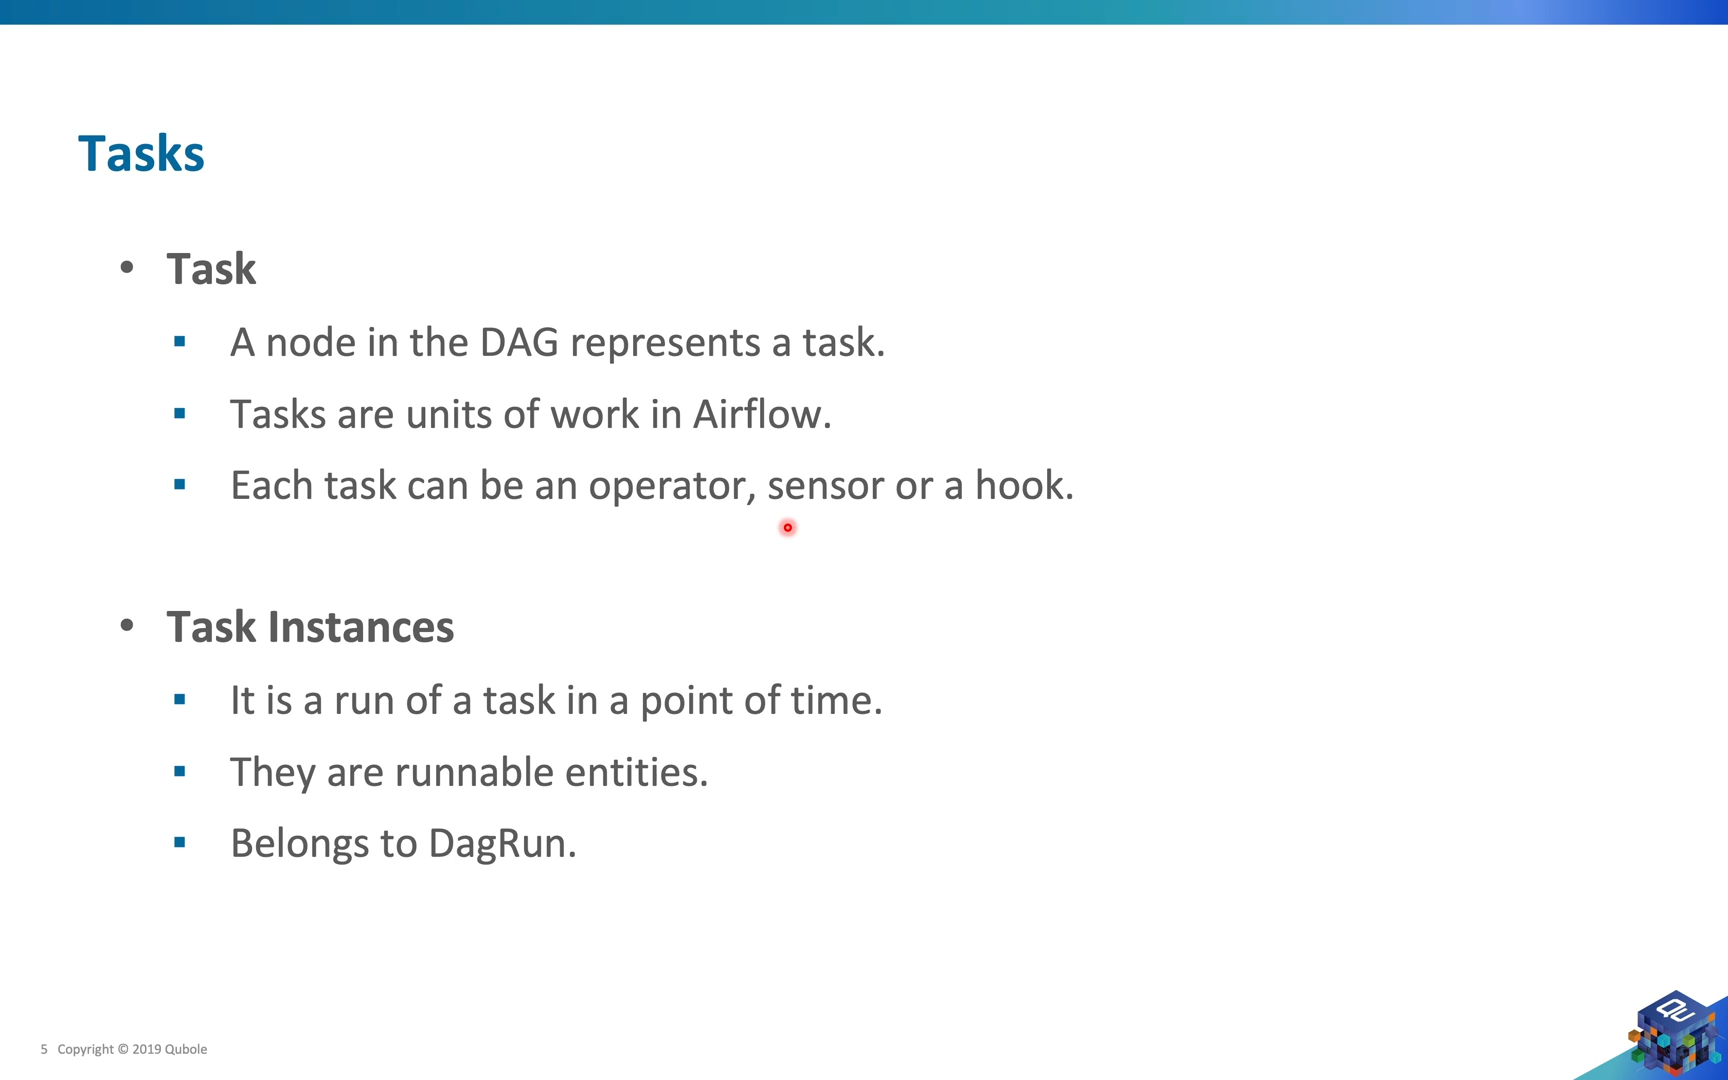 Tasks
• Task
▪ A node in the DAG represents a task.
▪ Tasks are units of work in Airflow.
▪ Each task can be an operator, sensor or a hook.
• Task Instances
▪ It is a run of a task in a point of time.
▪ They are runnable entities.
▪ Belongs to DagRun.
5 Copyright © 2019 Qubole
QU